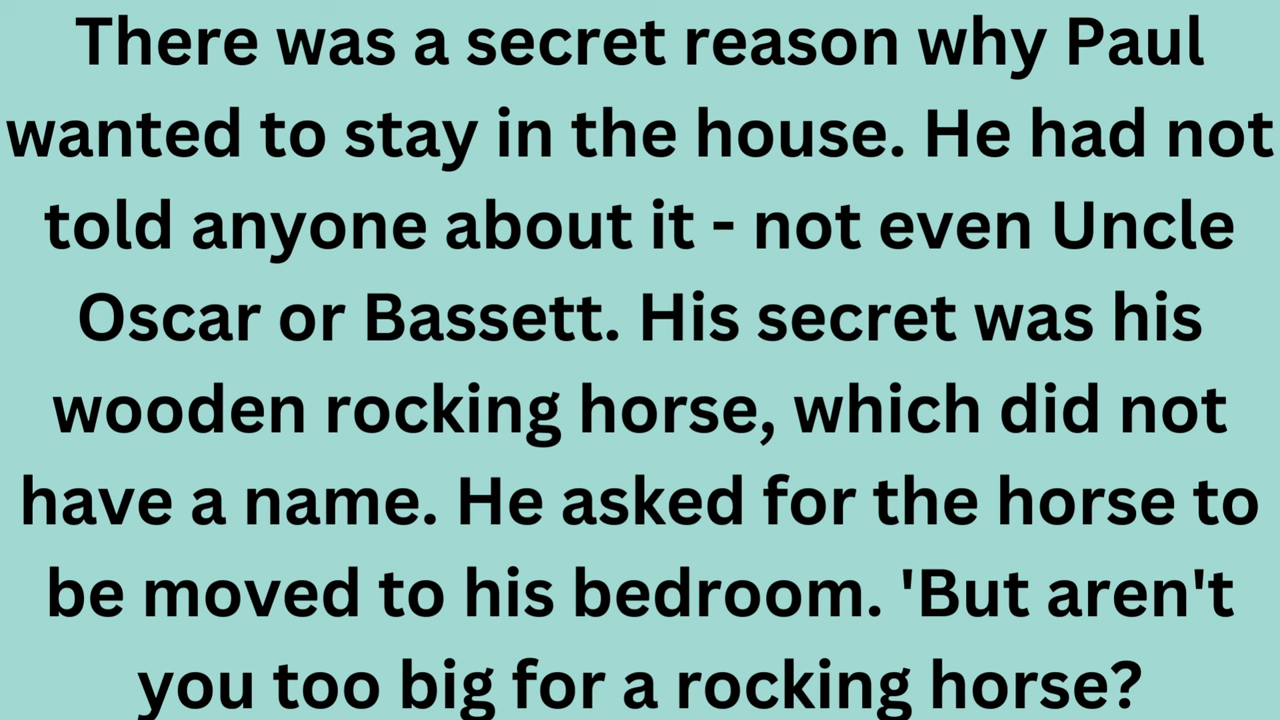 There was a secret reason why Paul
wanted to stay in the house. He had not
told anyone about it - not even Uncle
Oscar or Bassett. His secret was his
wooden rocking horse, which did not
have a name. He asked for the horse to
be moved to his bedroom. 'But aren't
you too big for a rocking horse?